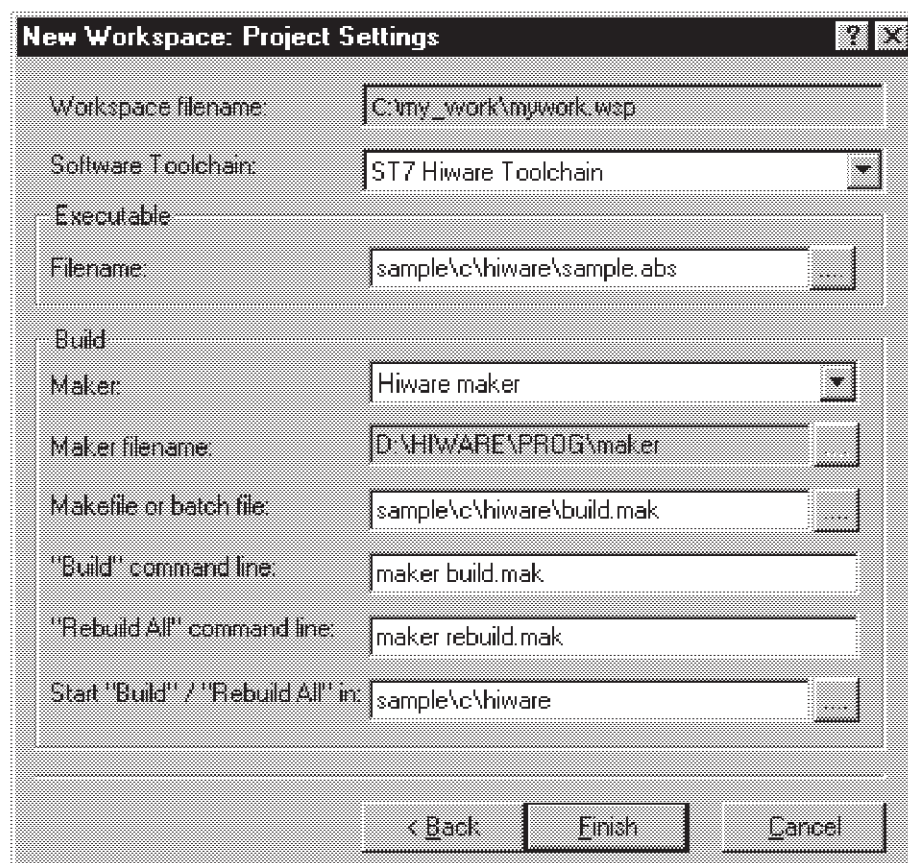 New Workspace: Project Settings ? X
Workspace filename: C:\my_work\mywork.wsp
Software Toolchain: ST7 Hiware Toolchain
Executable
Filename: sample\c\hiware\sample.abs ....
Build
Maker: Hiware maker
Maker filename: D:\HIWARE\PROG\maker ....
Makefile or batch file: sample\c\hiware\build.mak ....
"Build" command line: maker build.mak
"Rebuild All" command line: maker rebuild.mak
Start "Build" / "Rebuild All" in: sample\c\hiware ....
< Back Finish Cancel